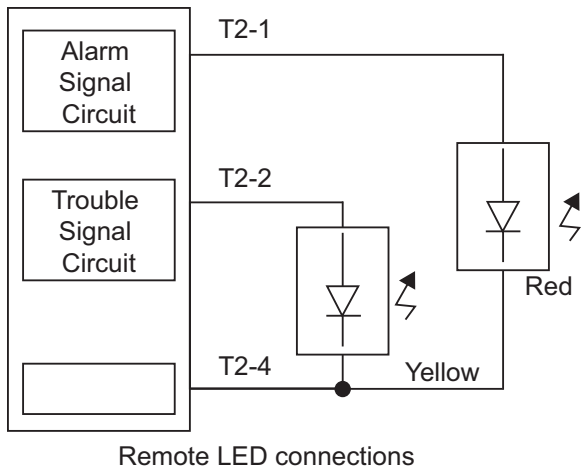 T2-1
Alarm
Signal
Circuit
T2-2
Trouble
Signal
Circuit
Red
T2-4
Yellow
Remote LED connections